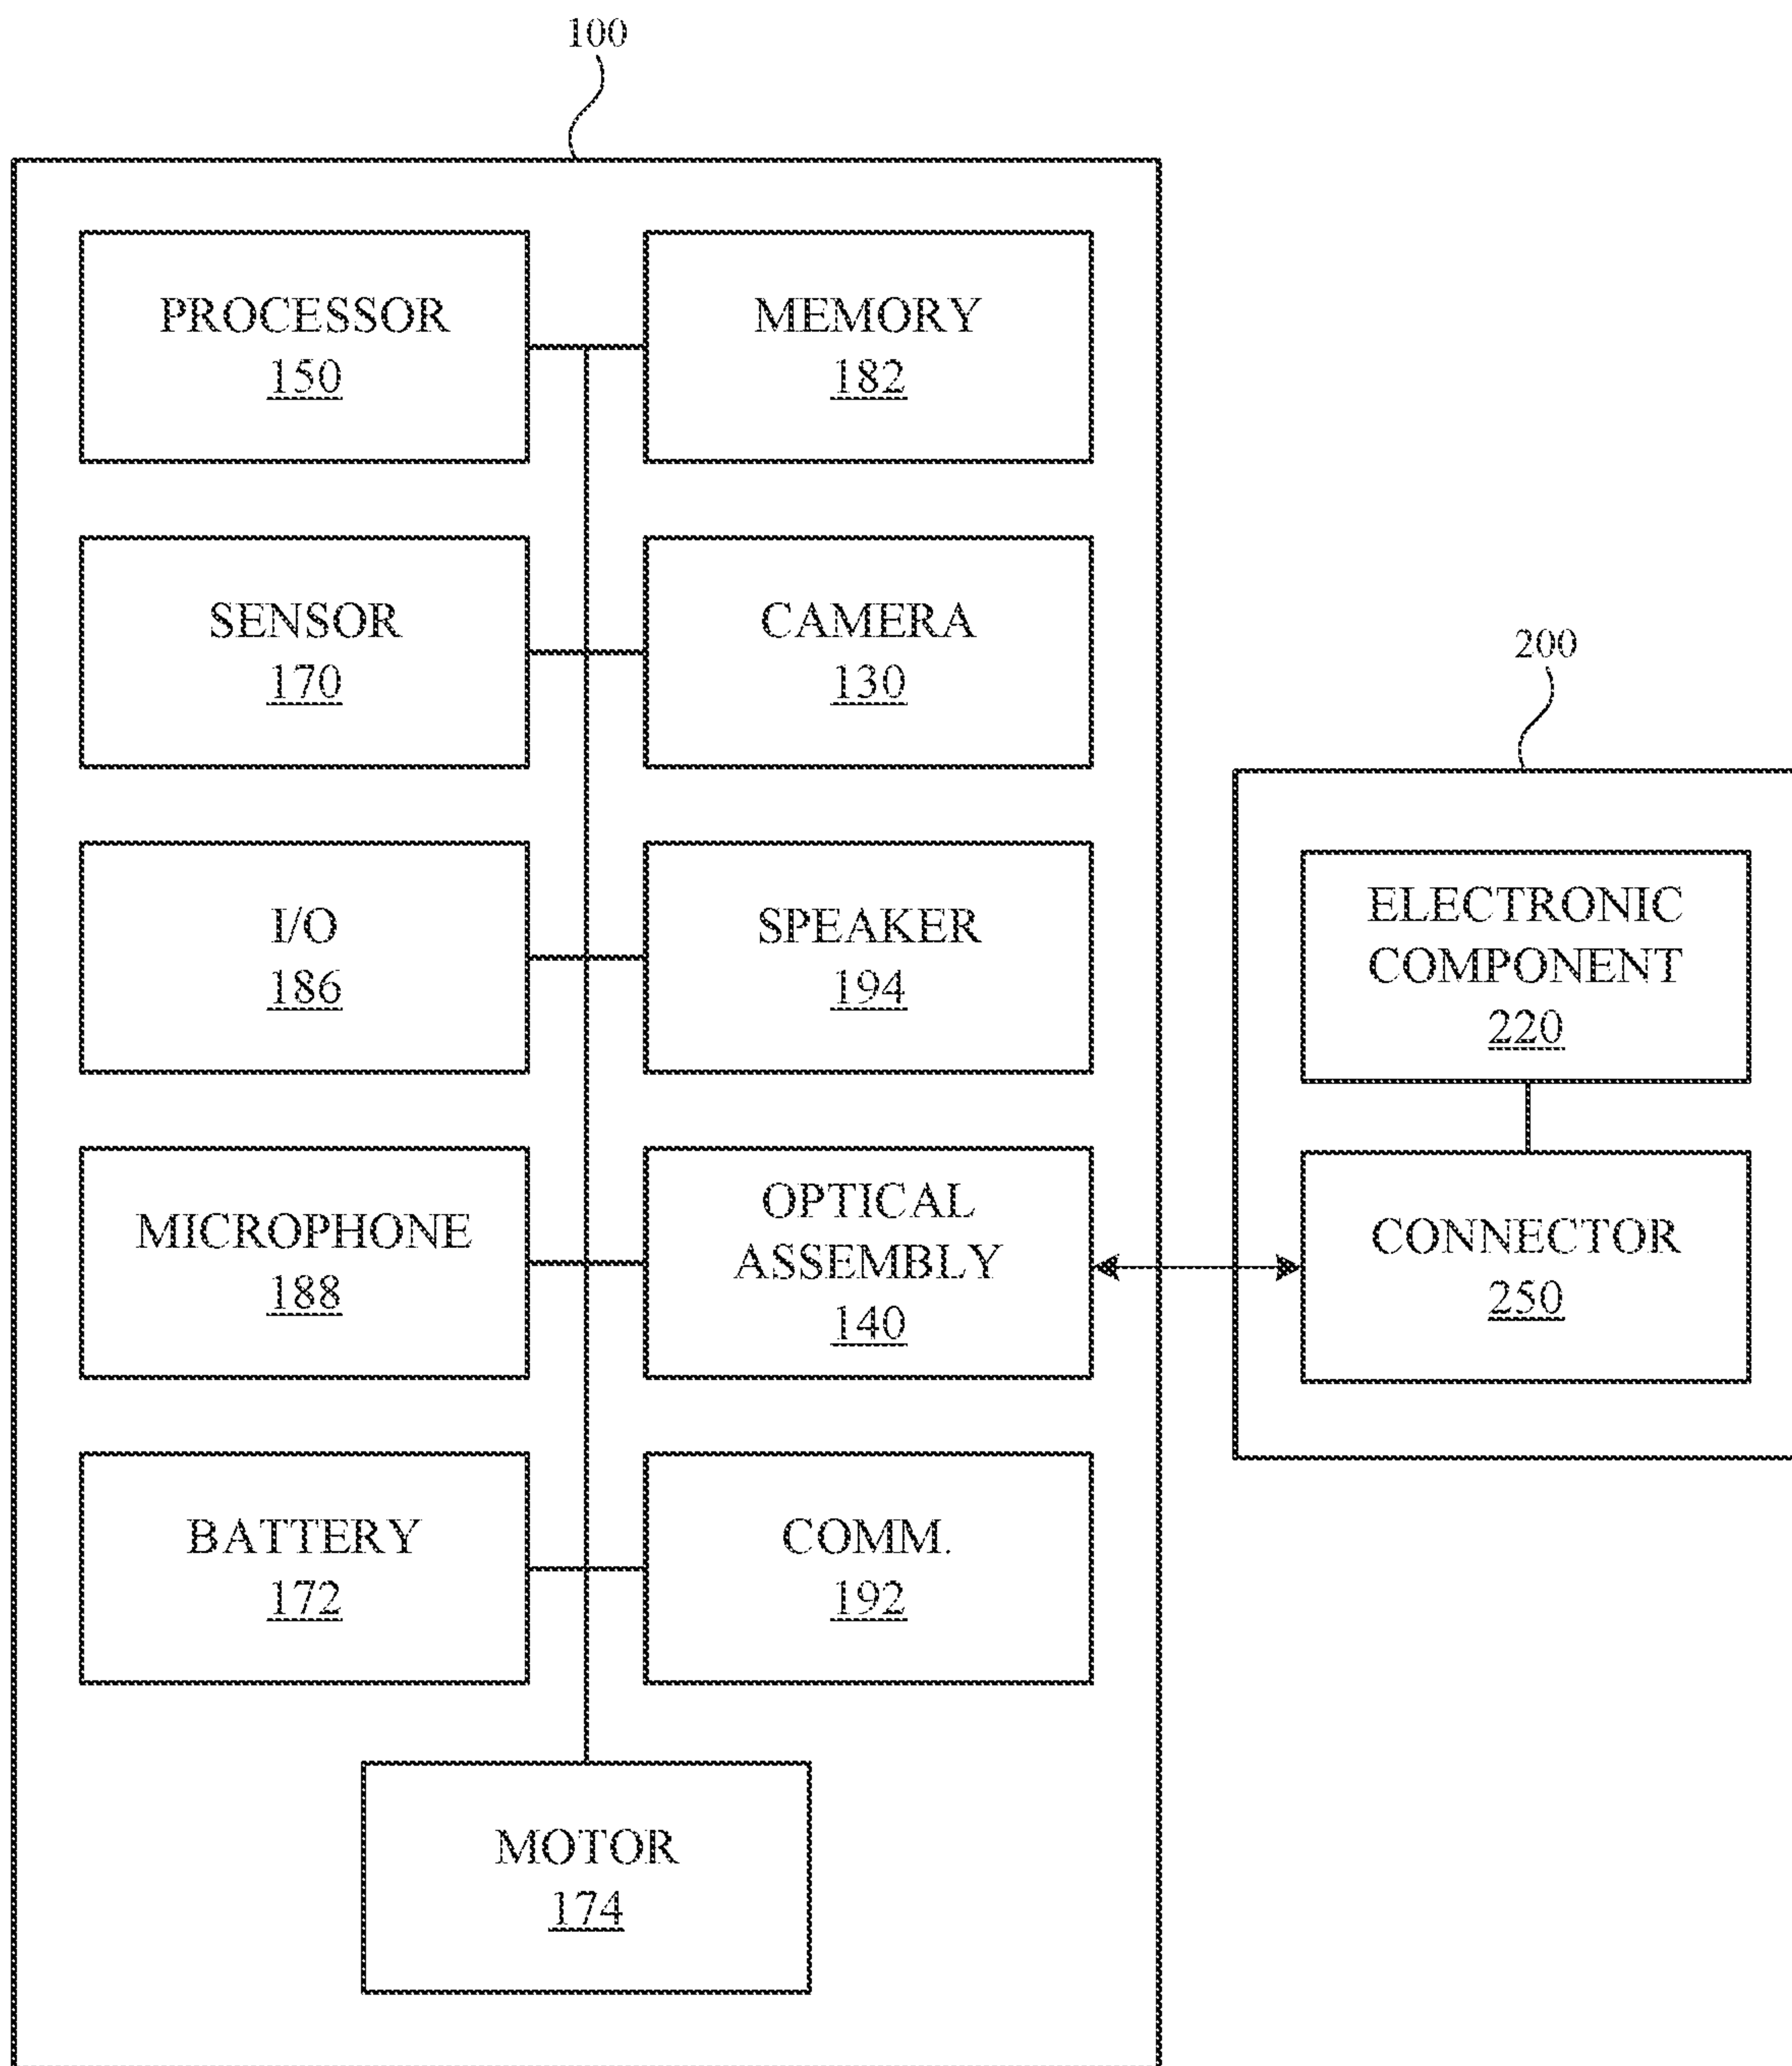 100
PROCESSOR
150
MEMORY
182
SENSOR
170
CAMERA
130
200
I/O
186
SPEAKER
194
ELECTRONIC
COMPONENT
220
MICROPHONE
188
OPTICAL
ASSEMBLY
140
CONNECTOR
250
BATTERY
172
COMM.
192
MOTOR
174